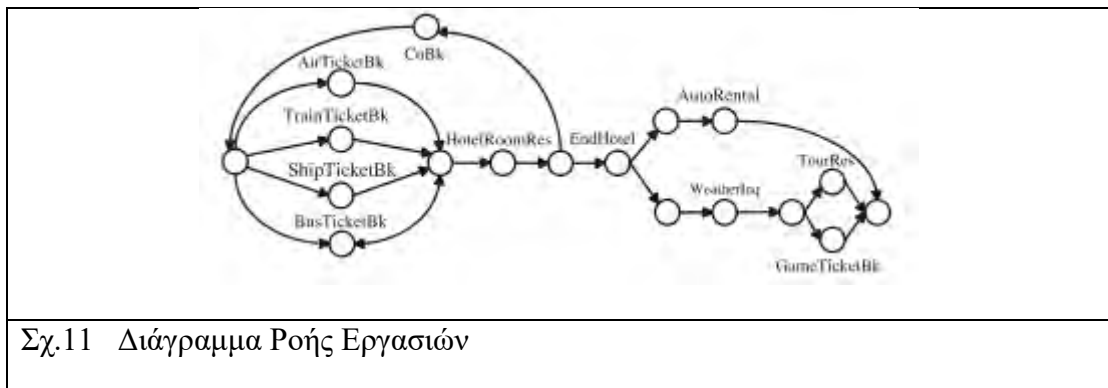 CoBk
AirTicketBk
TrainTicketBk
ShipTicketBk
BusTicketBk
HotelRoomRes
EndHotel
AutoRental
WeatherInq
TourRes
GameTicketBk
Σχ.11 Διάγραμμα Ροής Εργασιών